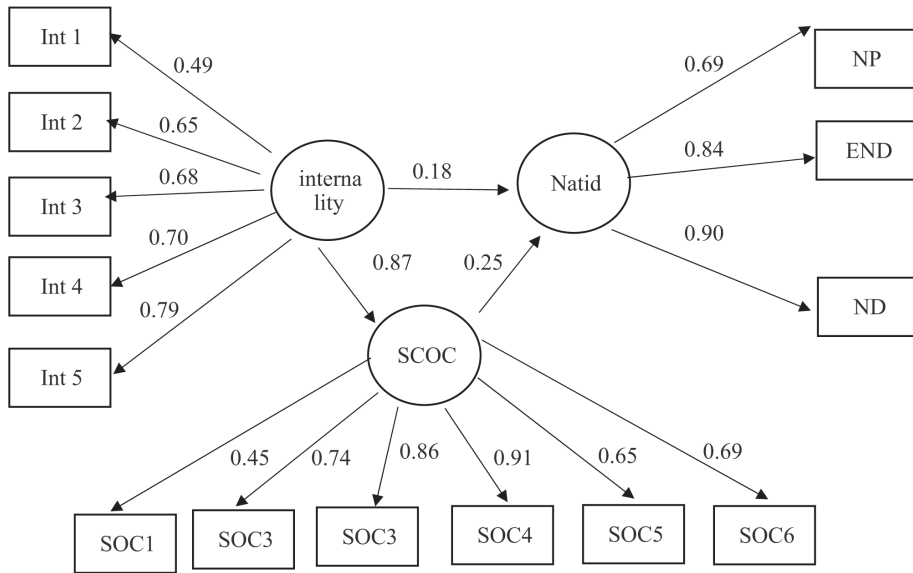 Int 1
0.49
NP
0.69
Int 2
0.65
END
0.84
interna
lity
0.18
Natid
Int 3
0.68
0.70
0.90
Int 4
0.87
0.25
ND
0.79
Int 5
SCOC
0.45
0.74
0.86
0.91
0.65
0.69
SOC1
SOC3
SOC3
SOC4
SOC5
SOC6